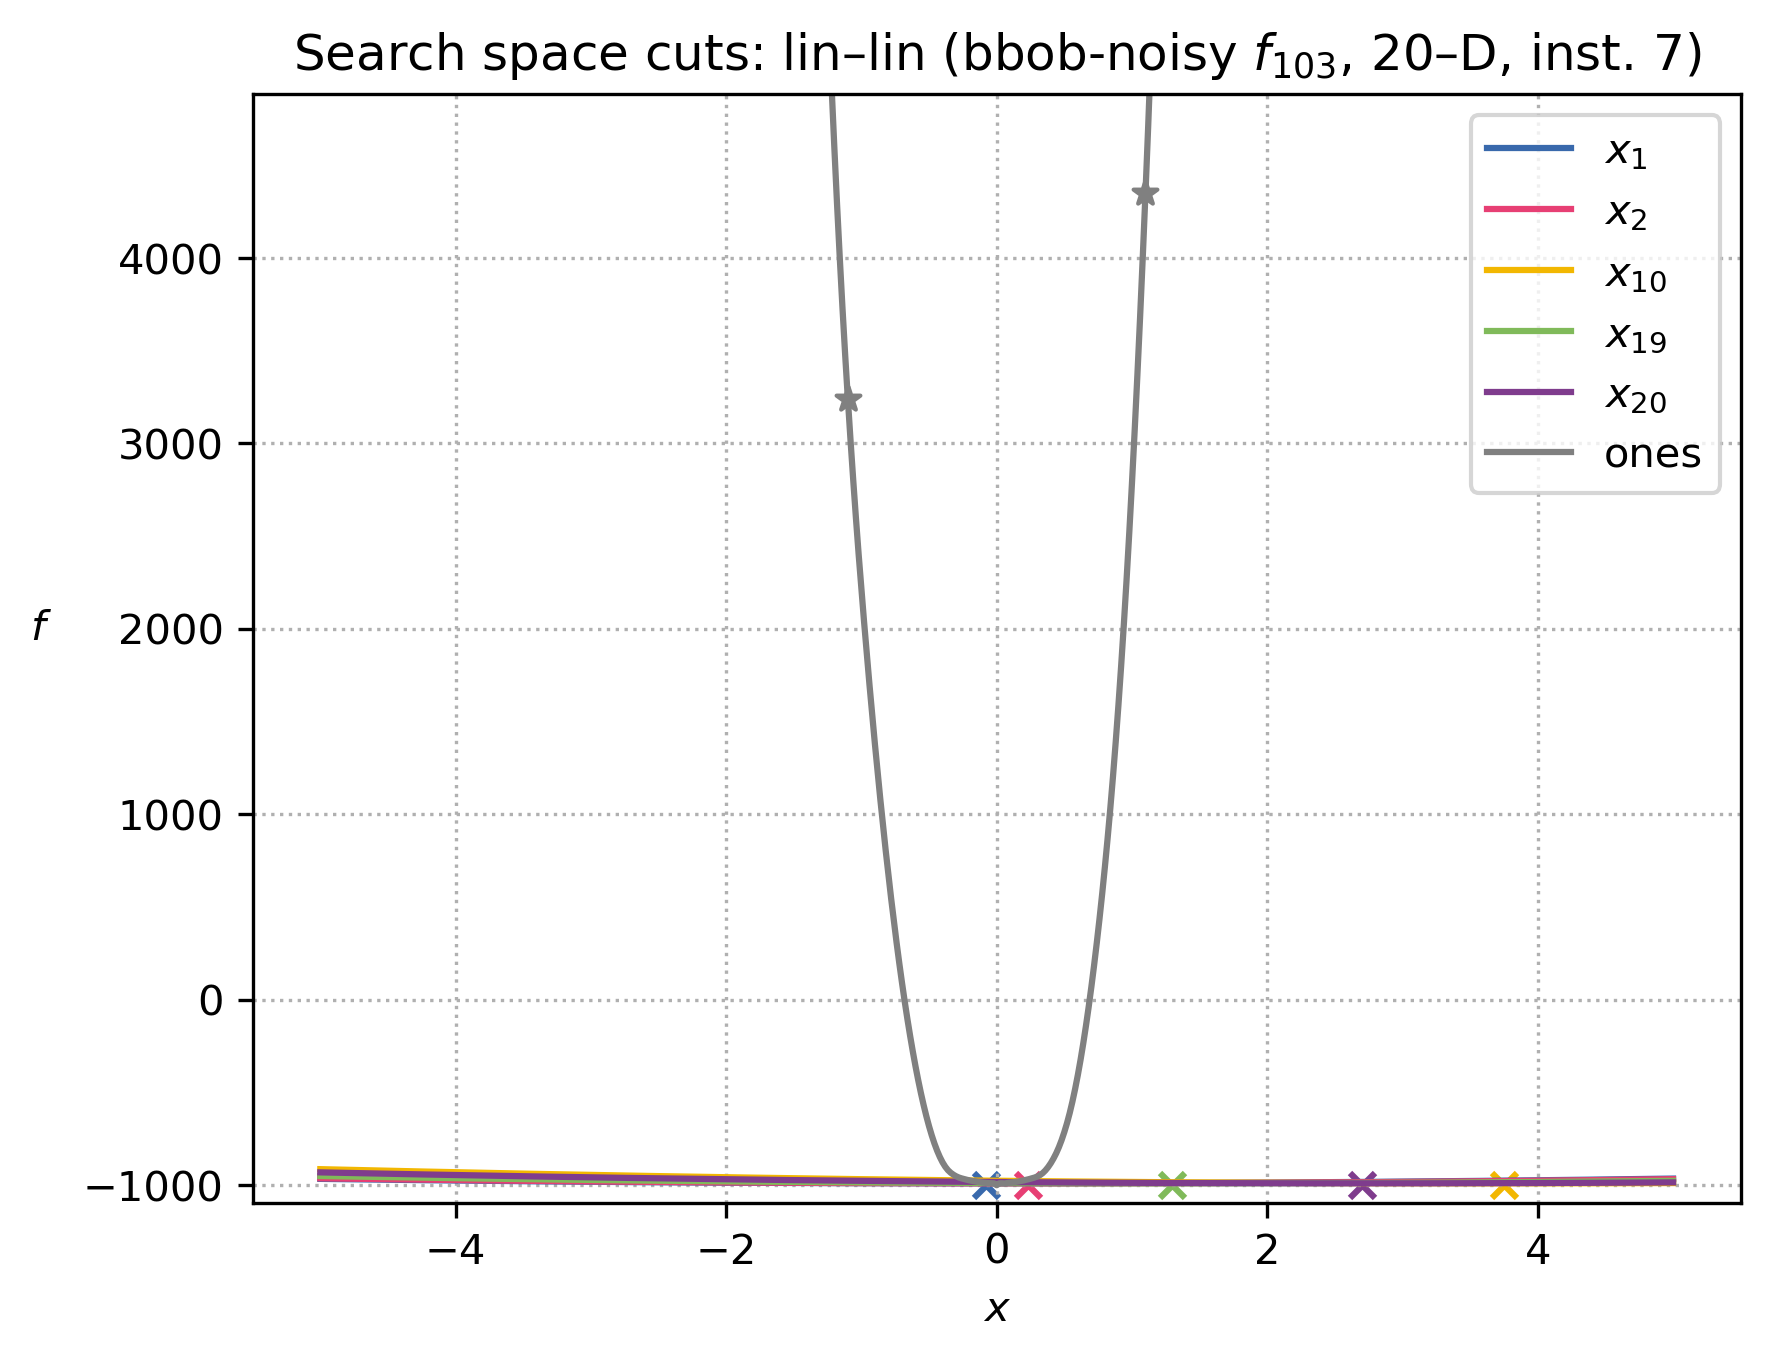 Search space cuts: lin–lin (bbob-noisy f₁₀₃, 20–D, inst. 7)
x₁
x₂
x₁₀
x₁₉
x₂₀
ones
4000
3000
2000
1000
0
−1000
f
−4
−2
0
2
4
x